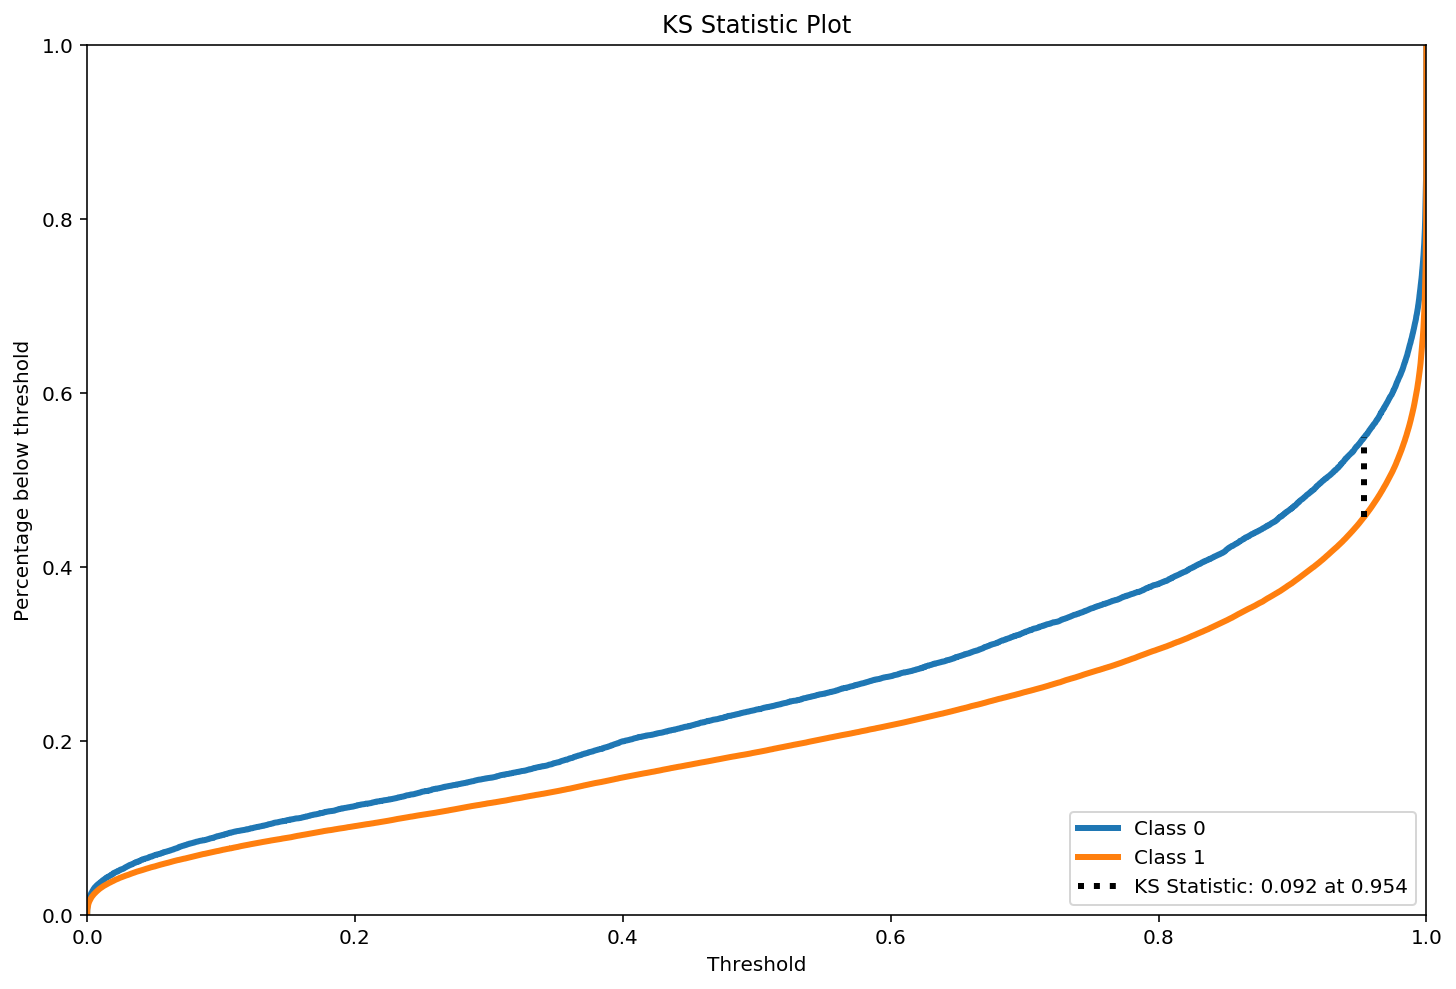 KS Statistic Plot
1.0
0.8
0.6
0.4
0.2
0.0
Percentage below threshold
0.0 0.2 0.4 0.6 0.8 1.0
Threshold
Class 0
Class 1
KS Statistic: 0.092 at 0.954